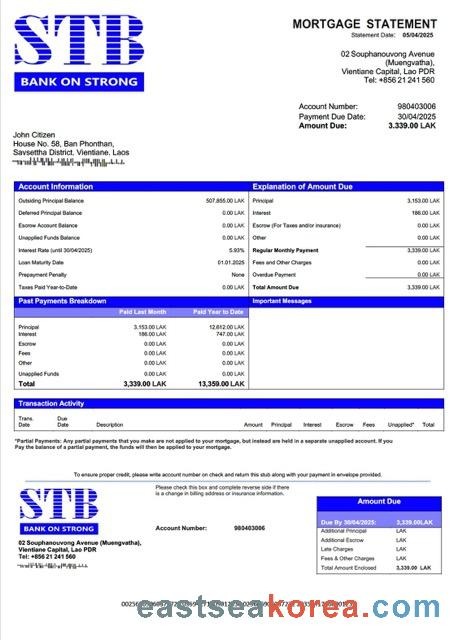 STB
BANK ON STRONG
MORTGAGE STATEMENT
Statement Date: 05/04/2025
02 Souphanouvong Avenue
(Muengvatha),
Vientiane Capital, Lao PDR
Tel: +856 21 241 560
Account Number: 980403006
Payment Due Date: 30/04/2025
Amount Due: 3.339.00 LAK
John Citizen
House No. 58, Ban Phonthan,
Savsettha District, Vientiane, Laos
Account Information
Outsiding Principal Balance 507.855.00 LAK
Deferred Principal Balance 0.00 LAK
Escrow Account Balance 0.00 LAK
Unapplied Funds Balance 0.00 LAK
Interest Rate (until 30/04/2025) 5.93%
Loan Maturity Date 01.01.2025
Prepayment Penalty None
Taxes Paid Year-to-Date 0.00 LAK
Explanation of Amount Due
Principal 3.153.00 LAK
Interest 186.00 LAK
Escrow (For Taxes and/or insurance) 0.00 LAK
Other 0.00 LAK
Regular Monthly Payment 3,339.00 LAK
Fees and Other Charges 0.00 LAK
Overdue Payment 0.00 LAK
Total Amount Due 3,339.00 LAK
Past Payments Breakdown
Paid Last Month Paid Year to Date
Principal 3,153.00 LAK 12,612.00 LAK
Interest 186.00 LAK 747.00 LAK
Escrow 0.00 LAK 0.00 LAK
Fees 0.00 LAK 0.00 LAK
Other 0.00 LAK 0.00 LAK
Unapplied Funds 0.00 LAK 0.00 LAK
Total 3,339.00 LAK 13,359.00 LAK
Important Messages
Transaction Activity
Trans. Date Due Date Description Amount Principal Interest Escrow Fees Unapplied* Total
*Partial Payments: Any partial payments that you make are not applied to your mortgage, but instead are held in a separate unapplied account. If you
Pay the balance of a partial payment, the funds will then be applied to your mortgage.
To ensure proper credit, please write account number on check and return this stub along with your payment in envelope provided.
STB
BANK ON STRONG
02 Souphanouvong Avenue (Muengvatha),
Vientiane Capital, Lao PDR
Tel: +856 21 241 560
Please check this box and complete reverse side if there
is a change in billing address or insurance information.
Account Number: 980403006
Amount Due
Due By 30/04/2025: 3,339.00LAK
Additional Principal LAK
Additional Escrow LAK
Late Charges LAK
Fees & Other Charges LAK
Total Amount Enclosed 3,339.00 LAK
eastseakorea.com